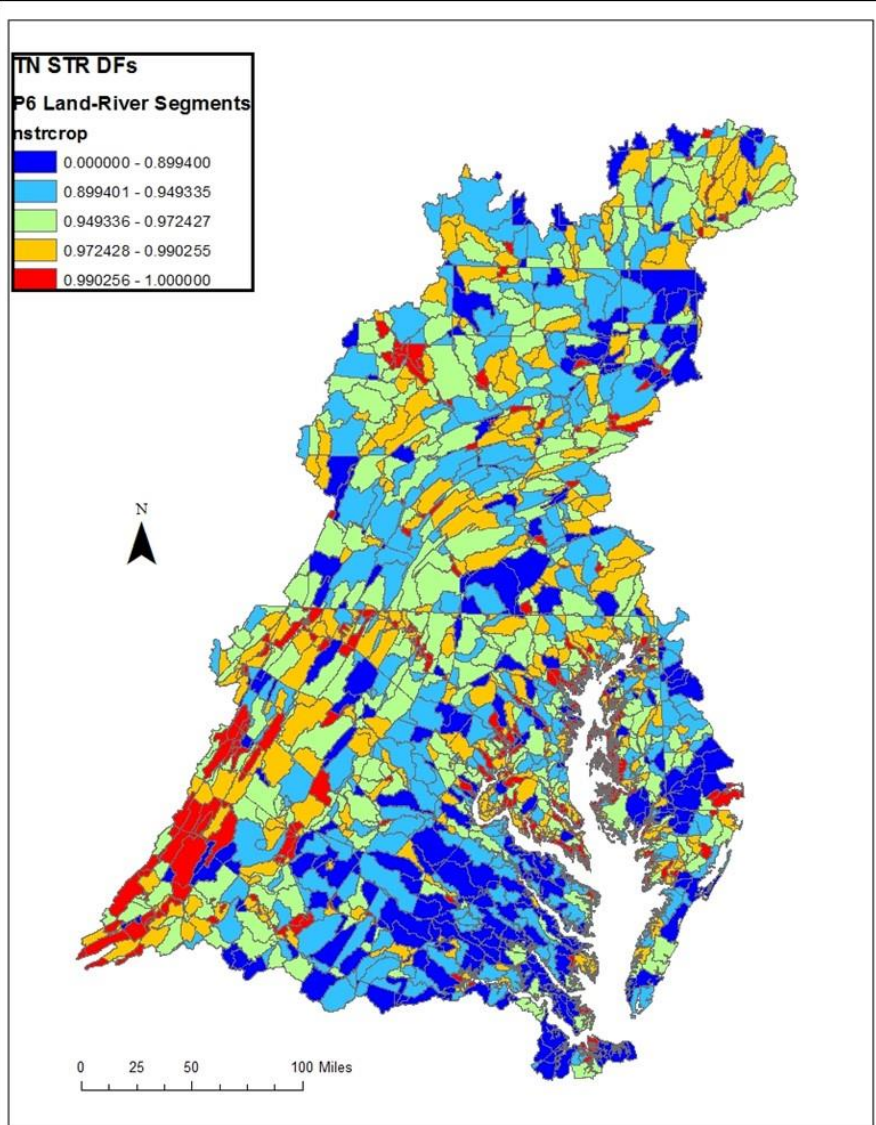 TN STR DFs
P6 Land-River Segments
nstrcrop
0.000000 - 0.899400
0.899401 - 0.949335
0.949336 - 0.972427
0.972428 - 0.990255
0.990256 - 1.000000
N
0 25 50 100 Miles